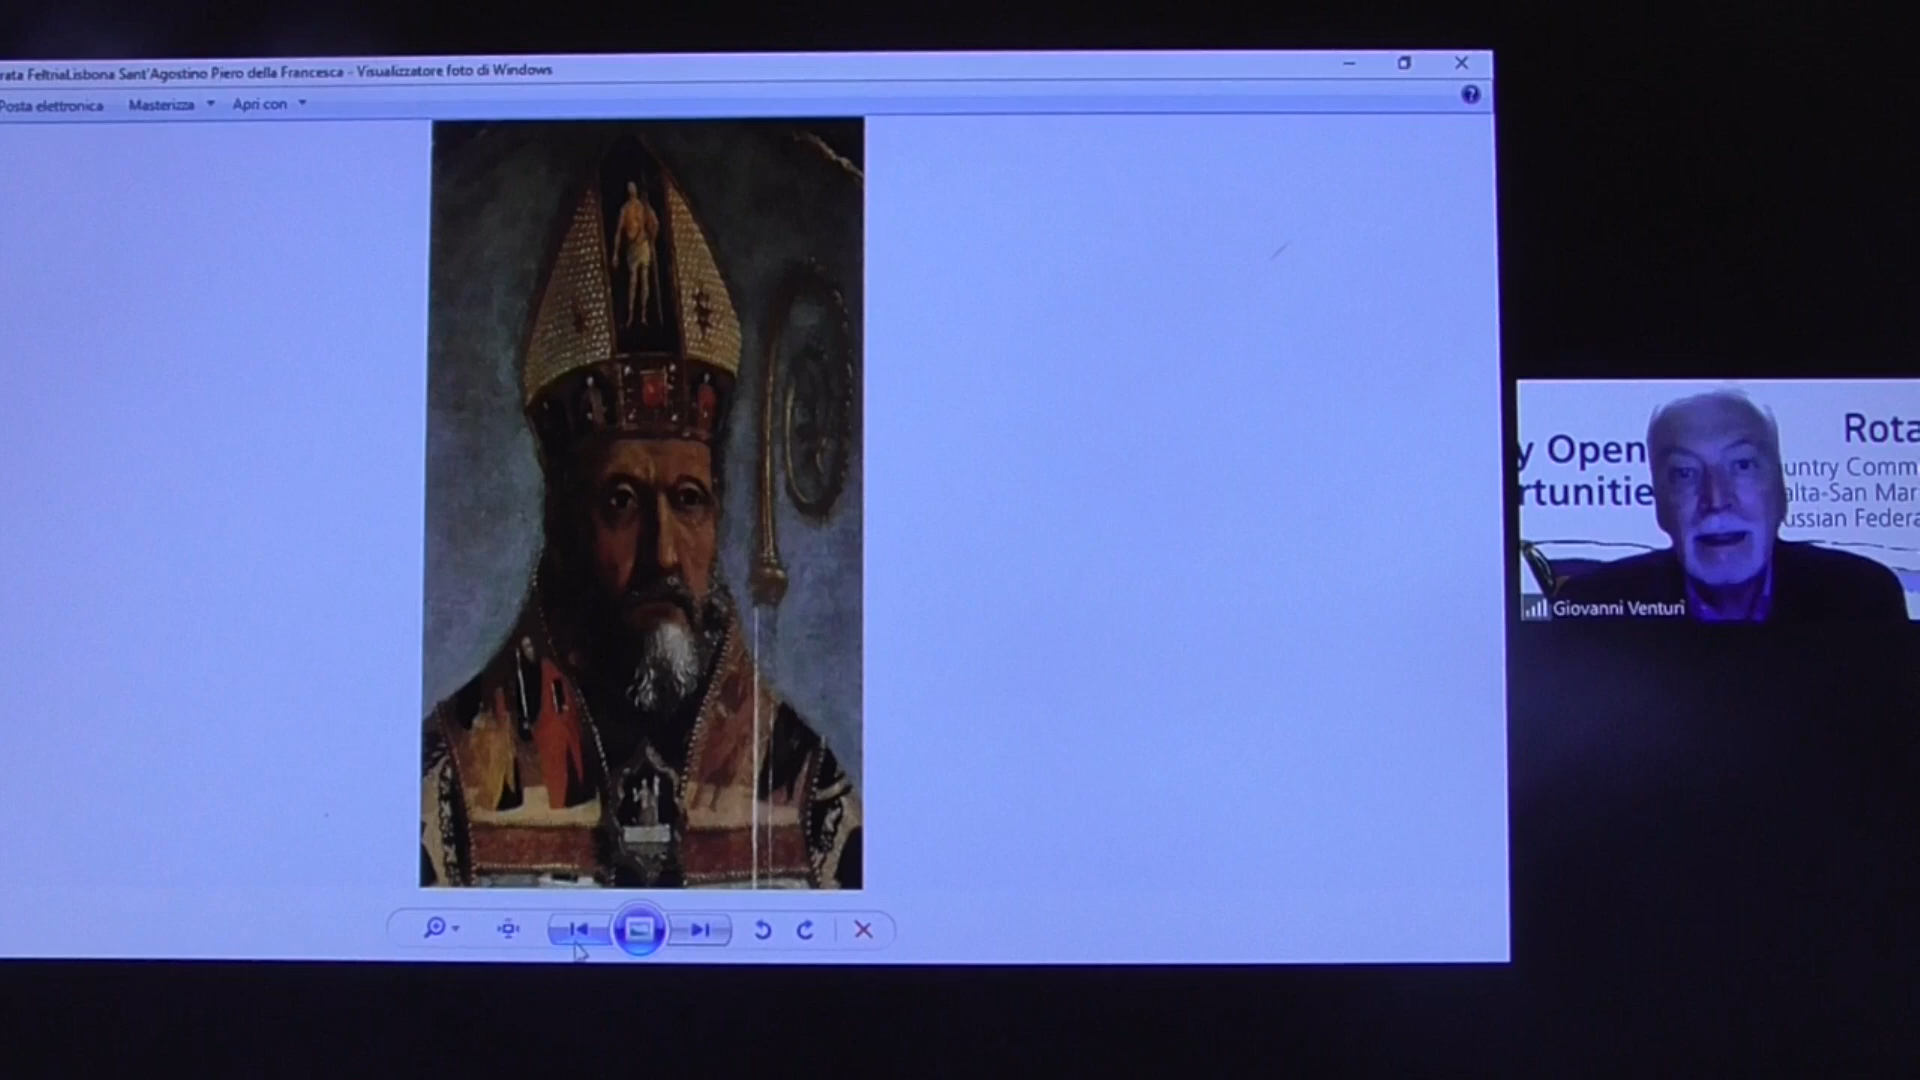 rata FeltriaLisbona Sant'Agostino Piero della Francesca - Visualizzatore foto di Windows
Posta elettronica Masterizza Apri con
y Open
rtunitie
Rota
untry Comm
alta-San Mar
ussian Federa
Giovanni Venturi